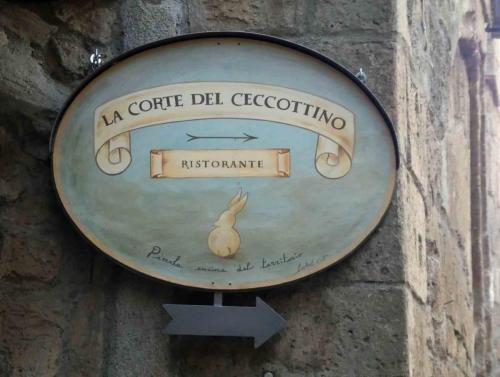 LA CORTE DEL CECCOTTINO
RISTORANTE
Piccola cucina del territorio